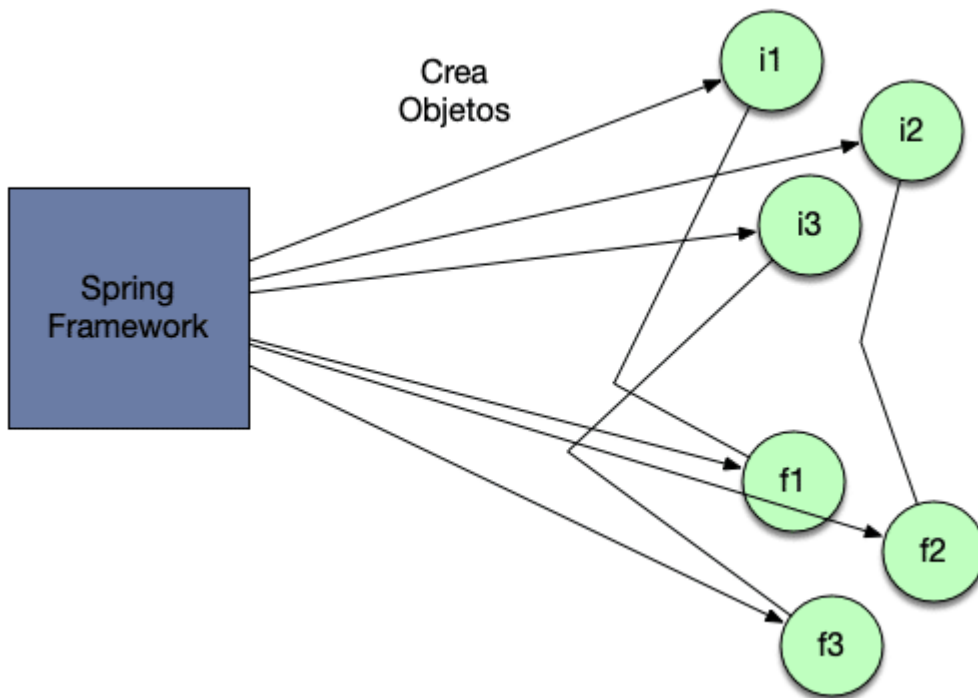 Crea
Objetos
i1
i2
i3
Spring
Framework
f1
f2
f3